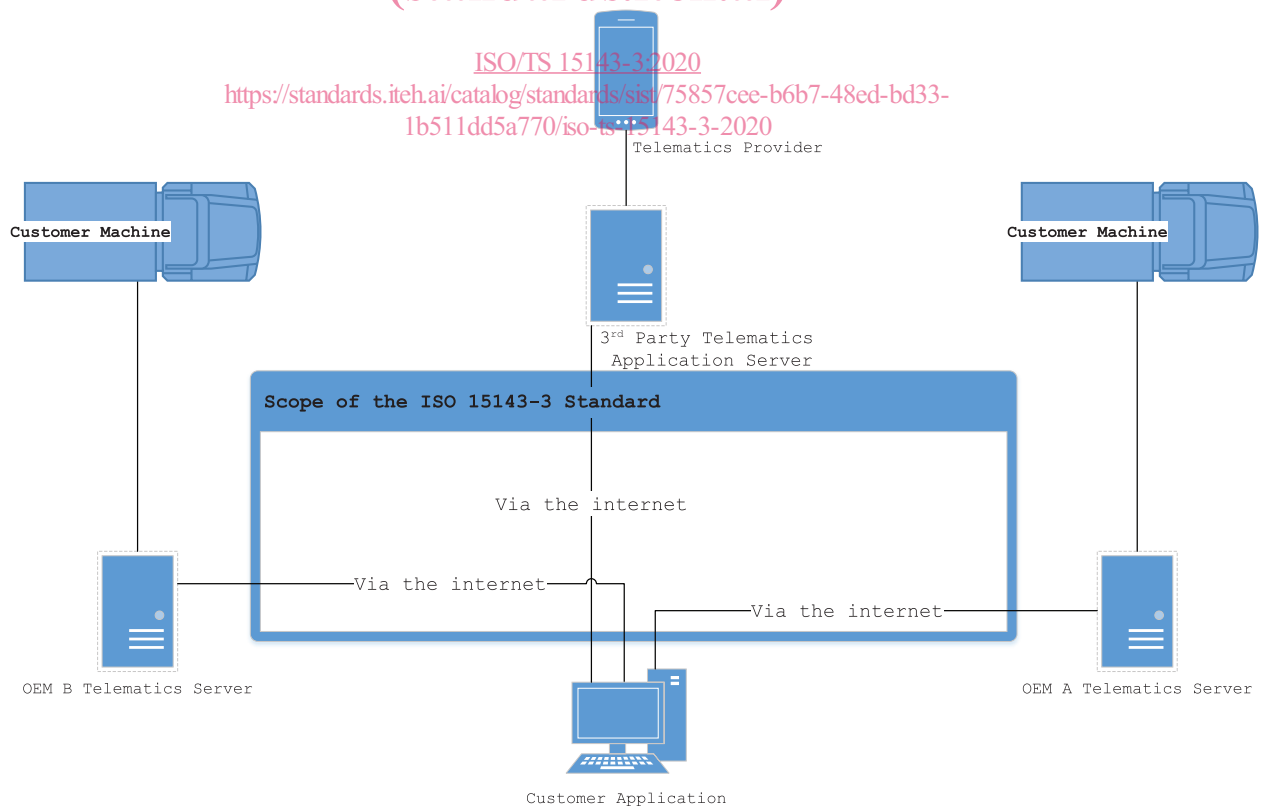 ISO/TS 15143-3:2020
https://standards.iteh.ai/catalog/standards/sist/75857cee-b6b7-48ed-bd33-
1b511dd5a770/iso-ts-15143-3-2020
Telematics Provider
Customer Machine
Customer Machine
3rd Party Telematics
Application Server
Scope of the ISO 15143-3 Standard
Via the internet
Via the internet
Via the internet
OEM B Telematics Server
OEM A Telematics Server
Customer Application